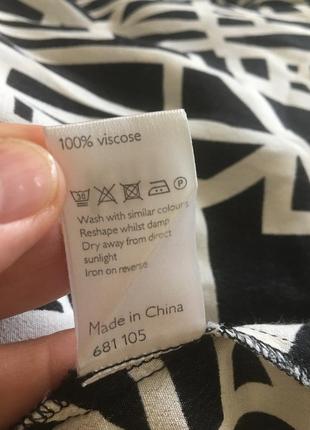 100% viscose
30 P
Wash with similar colours
Reshape whilst damp
Dry away from direct
sunlight
Iron on reverse
Made in China
681 105